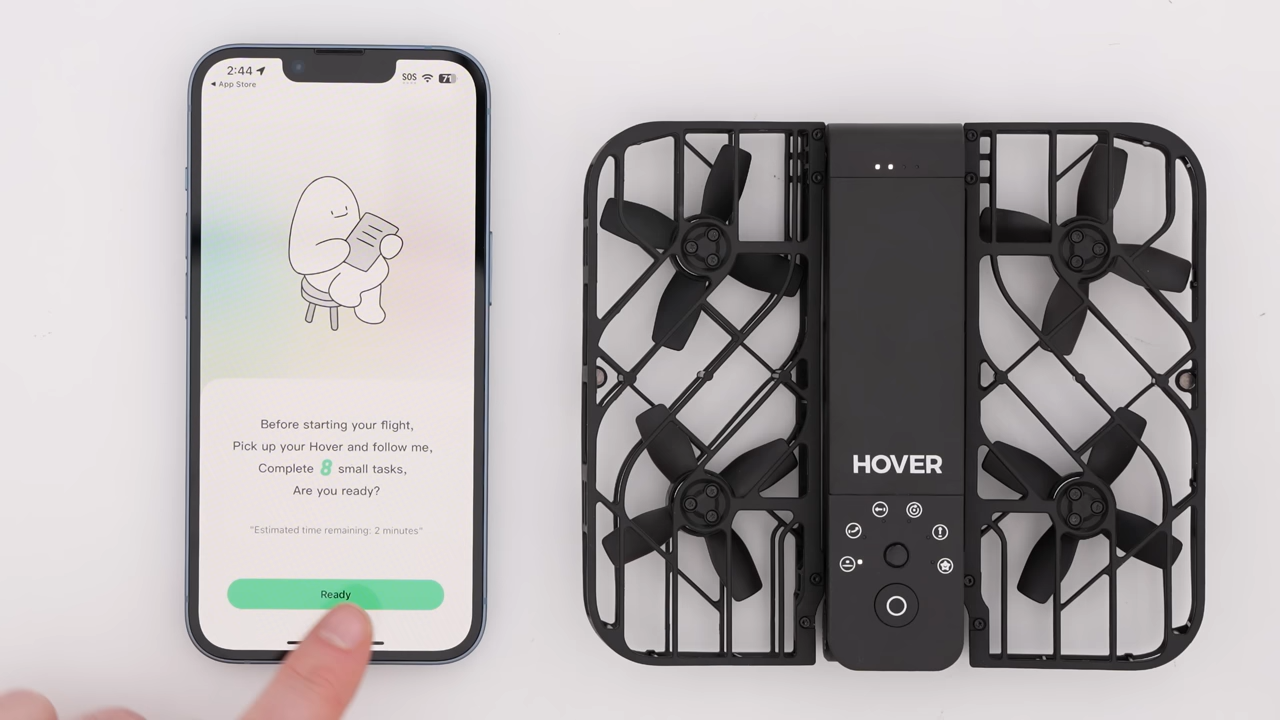 2:44
SOS
71
◀ App Store
Before starting your flight,
Pick up your Hover and follow me,
Complete 8 small tasks,
Are you ready?
"Estimated time remaining: 2 minutes"
Ready
HOVER